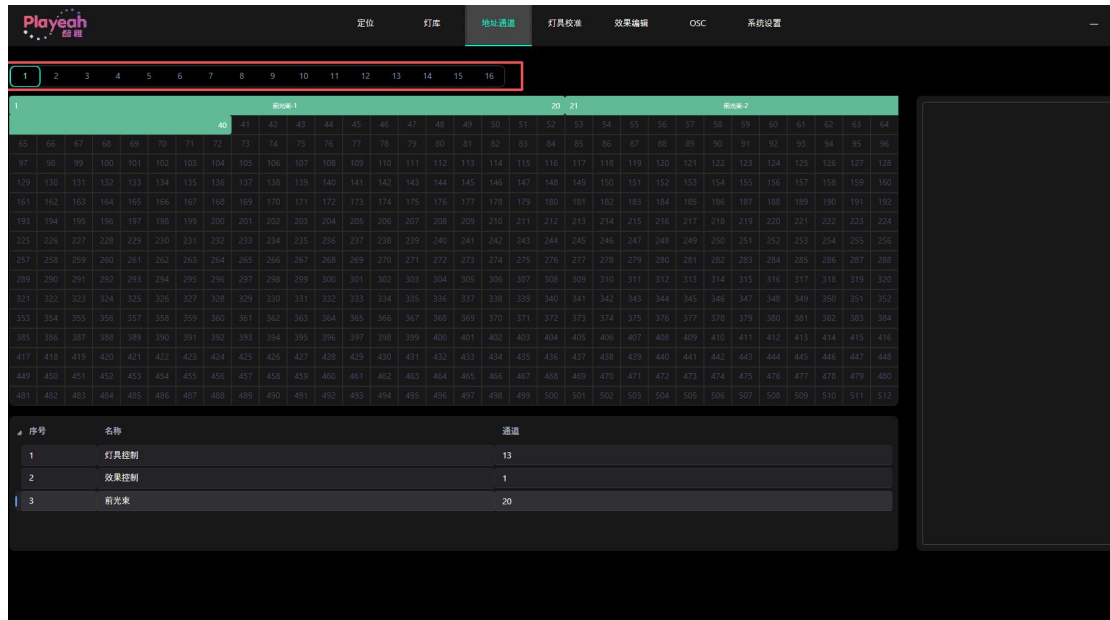 Playeah
酷雅
定位 灯库 地址通道 灯具校准 效果编辑 OSC 系统设置
1 2 3 4 5 6 7 8 9 10 11 12 13 14 15 16
1 前光束-1 20 21 前光束-2
40 41 42 43 44 45 46 47 48 49 50 51 52 53 54 55 56 57 58 59 60 61 62 63 64
65 66 67 68 69 70 71 72 73 74 75 76 77 78 79 80 81 82 83 84 85 86 87 88 89 90 91 92 93 94 95 96
97 98 99 100 101 102 103 104 105 106 107 108 109 110 111 112 113 114 115 116 117 118 119 120 121 122 123 124 125 126 127 128
129 130 131 132 133 134 135 136 137 138 139 140 141 142 143 144 145 146 147 148 149 150 151 152 153 154 155 156 157 158 159 160
161 162 163 164 165 166 167 168 169 170 171 172 173 174 175 176 177 178 179 180 181 182 183 184 185 186 187 188 189 190 191 192
193 194 195 196 197 198 199 200 201 202 203 204 205 206 207 208 209 210 211 212 213 214 215 216 217 218 219 220 221 222 223 224
225 226 227 228 229 230 231 232 233 234 235 236 237 238 239 240 241 242 243 244 245 246 247 248 249 250 251 252 253 254 255 256
257 258 259 260 261 262 263 264 265 266 267 268 269 270 271 272 273 274 275 276 277 278 279 280 281 282 283 284 285 286 287 288
289 290 291 292 293 294 295 296 297 298 299 300 301 302 303 304 305 306 307 308 309 310 311 312 313 314 315 316 317 318 319 320
321 322 323 324 325 326 327 328 329 330 331 332 333 334 335 336 337 338 339 340 341 342 343 344 345 346 347 348 349 350 351 352
353 354 355 356 357 358 359 360 361 362 363 364 365 366 367 368 369 370 371 372 373 374 375 376 377 378 379 380 381 382 383 384
385 386 387 388 389 390 391 392 393 394 395 396 397 398 399 400 401 402 403 404 405 406 407 408 409 410 411 412 413 414 415 416
417 418 419 420 421 422 423 424 425 426 427 428 429 430 431 432 433 434 435 436 437 438 439 440 441 442 443 444 445 446 447 448
449 450 451 452 453 454 455 456 457 458 459 460 461 462 463 464 465 466 467 468 469 470 471 472 473 474 475 476 477 478 479 480
481 482 483 484 485 486 487 488 489 490 491 492 493 494 495 496 497 498 499 500 501 502 503 504 505 506 507 508 509 510 511 512
序号 名称 通道
1 灯具控制 13
2 效果控制 1
3 前光束 20